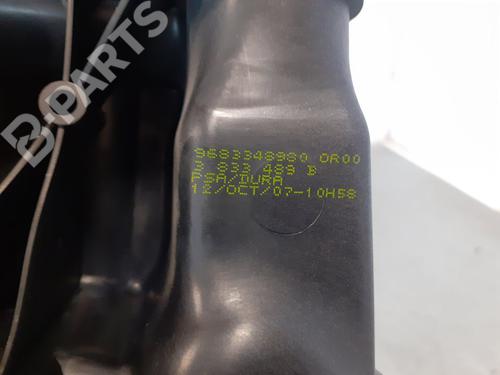 B-PARTS
9683348980 OR00
3 833 489 B
PSA/DURA
12/OCT/07-10H58